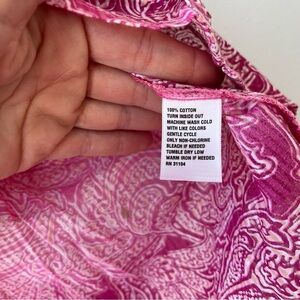 100% COTTON
TURN INSIDE OUT
MACHINE WASH COLD
WITH LIKE COLORS
GENTLE CYCLE
ONLY NON-CHLORINE
BLEACH IF NEEDED
TUMBLE DRY LOW
WARM IRON IF NEEDED
RN 31104